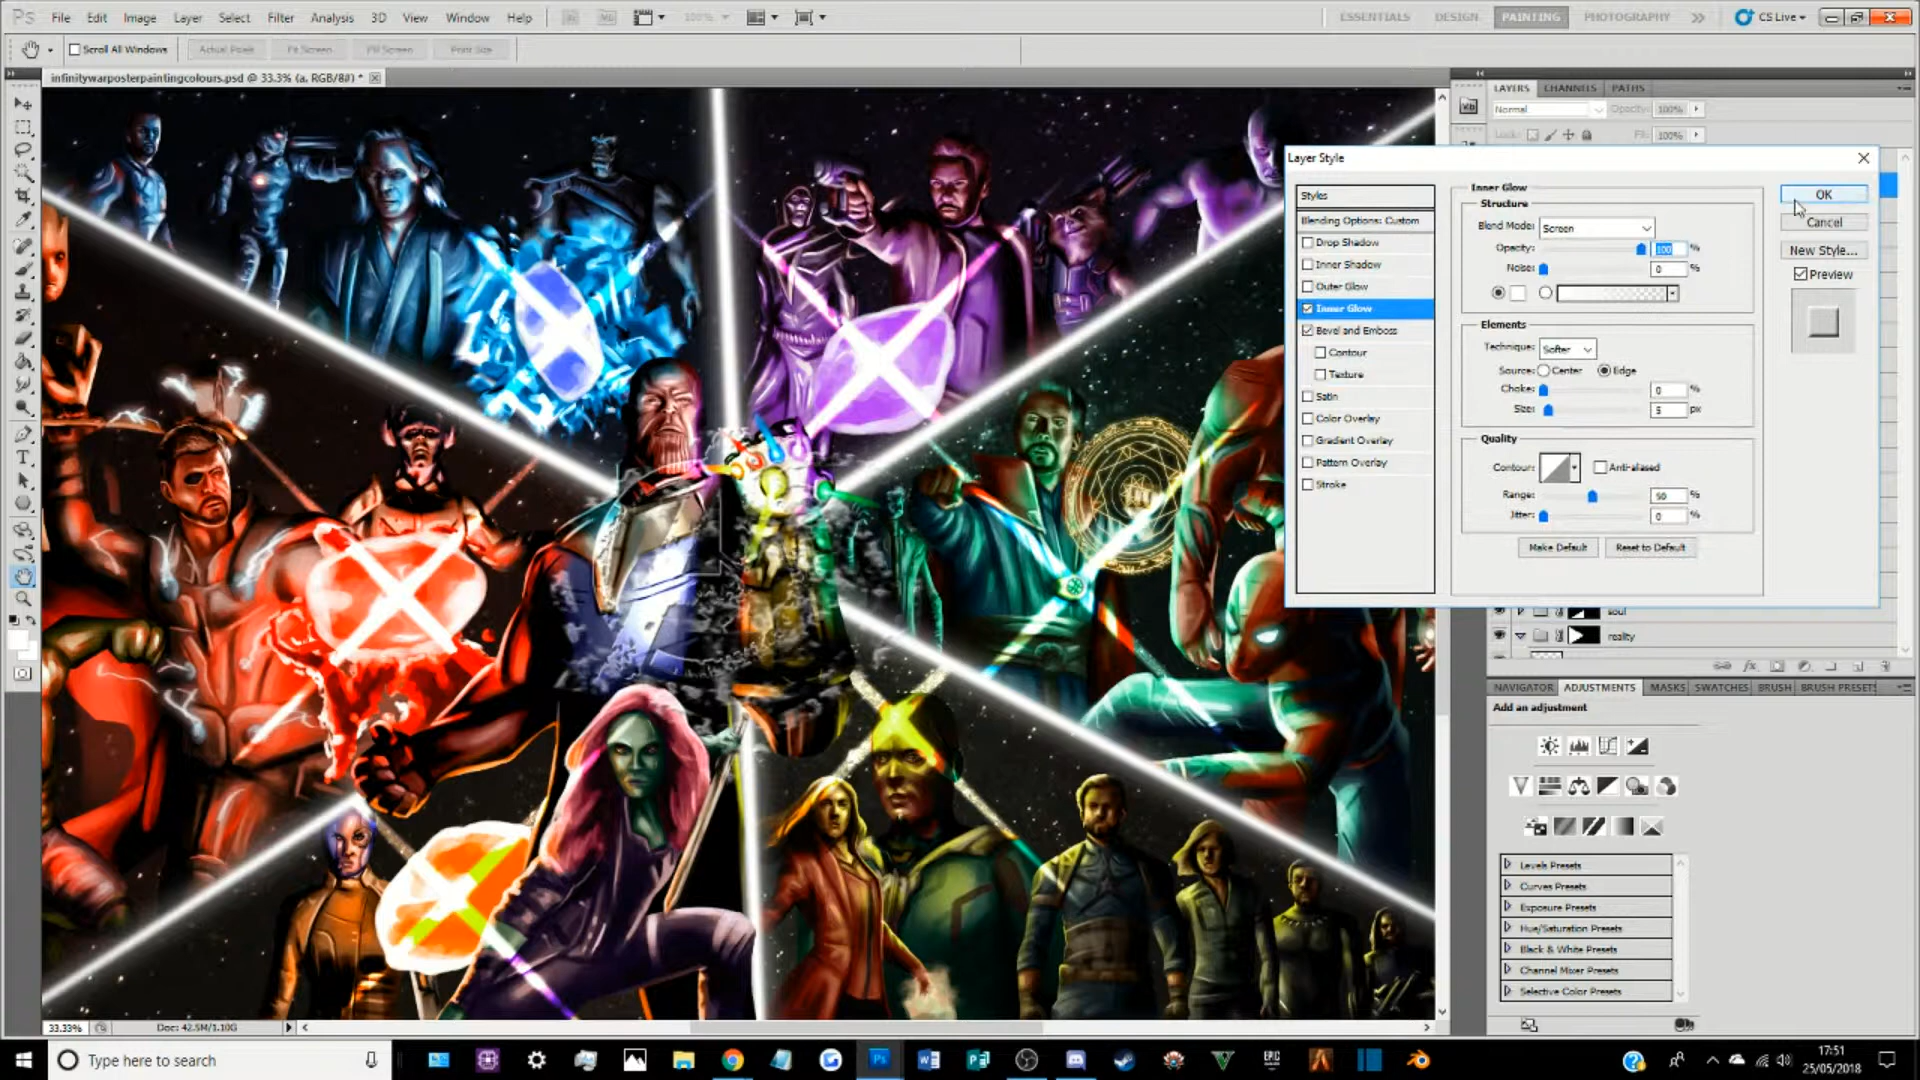 Ps File Edit Image Layer Select Filter Analysis 3D View Window Help Br Mb 100% ESSENTIALS DESIGN PAINTING PHOTOGRAPHY CS Live
Scroll All Windows Actual Pixels Fit Screen Fill Screen Print Size
infinitywarposterpaintingcolours.psd @ 33.3% (a, RGB/8#) *
LAYERS CHANNELS PATHS
Normal Opacity: 100%
Lock: Fill: 100%
Layer Style
Styles
Blending Options: Custom
Drop Shadow
Inner Shadow
Outer Glow
Inner Glow
Bevel and Emboss
Contour
Texture
Satin
Color Overlay
Gradient Overlay
Pattern Overlay
Stroke
Inner Glow
Structure
Blend Mode: Screen
Opacity: 100 %
Noise: 0 %
Elements
Technique: Softer
Source: Center Edge
Choke: 0 %
Size: 5 px
Quality
Contour: Anti-aliased
Range: 50 %
Jitter: 0 %
Make Default Reset to Default
OK
Cancel
New Style...
Preview
soul
reality
NAVIGATOR ADJUSTMENTS MASKS SWATCHES BRUSH BRUSH PRESETS
Add an adjustment
Levels Presets
Curves Presets
Exposure Presets
Hue/Saturation Presets
Black & White Presets
Channel Mixer Presets
Selective Color Presets
33.33% Doc: 42.5M/1.10G
Type here to search
Ps
EPIC
17:51
25/05/2018